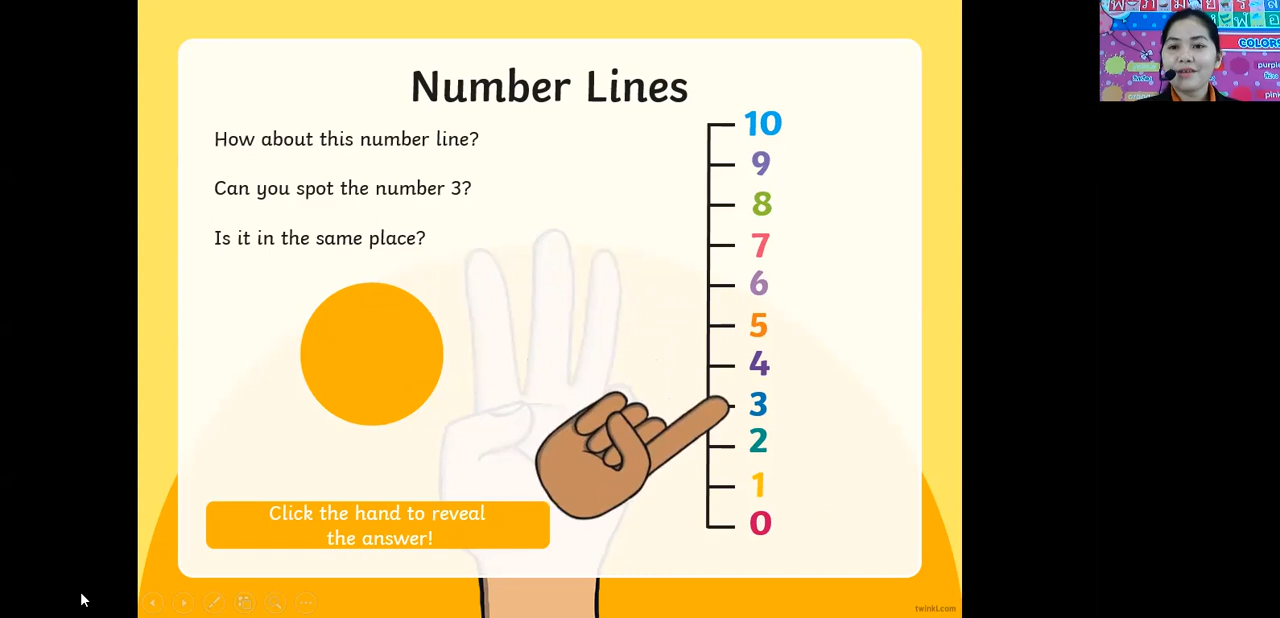 Number Lines
How about this number line?
Can you spot the number 3?
Is it in the same place?
10
9
8
7
6
5
4
3
2
1
0
Click the hand to reveal
the answer!
twinkl.com
COLORS
purple
pink